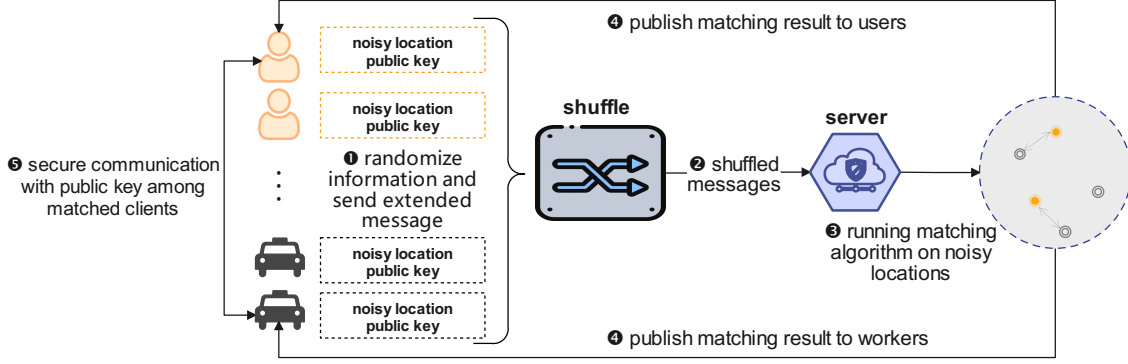 ❹ publish matching result to users
noisy location
public key
noisy location
public key
shuffle
server
❺ secure communication
with public key among
matched clients
❶ randomize
information and
send extended
message
❷ shuffled
messages
❸ running matching
algorithm on noisy
locations
noisy location
public key
noisy location
public key
❹ publish matching result to workers